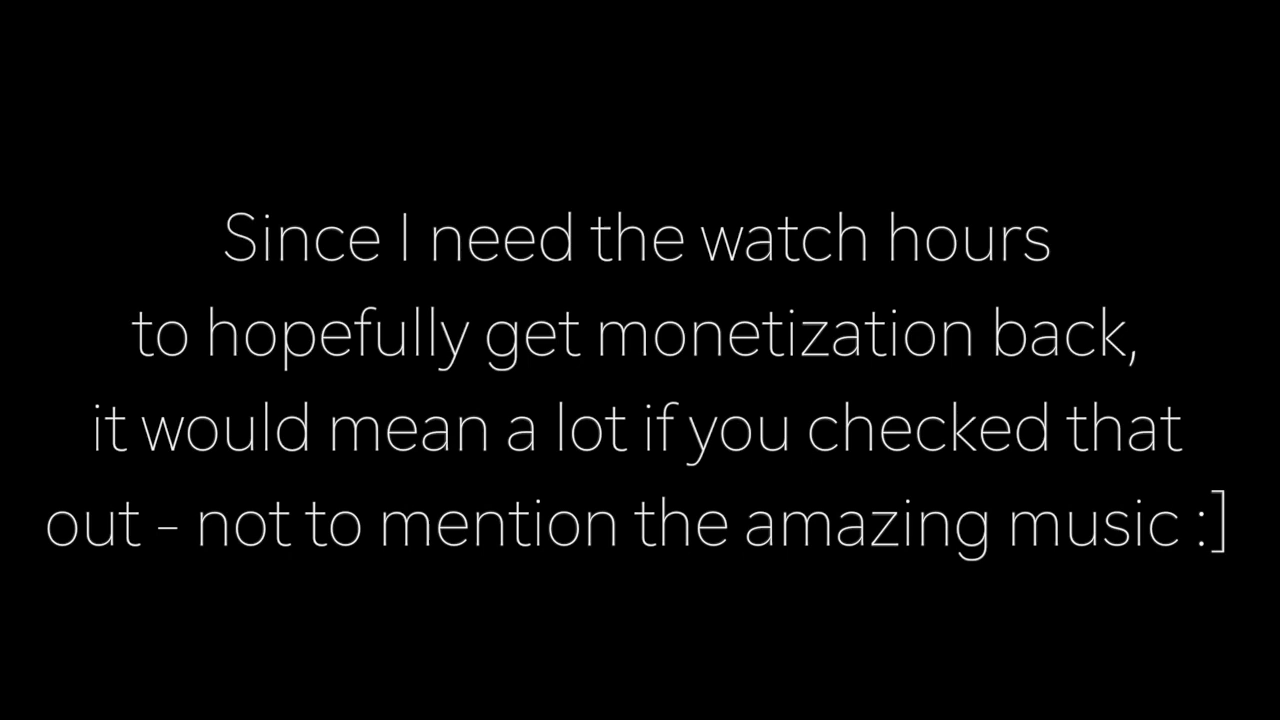 Since I need the watch hours
to hopefully get monetization back,
it would mean a lot if you checked that
out - not to mention the amazing music :]